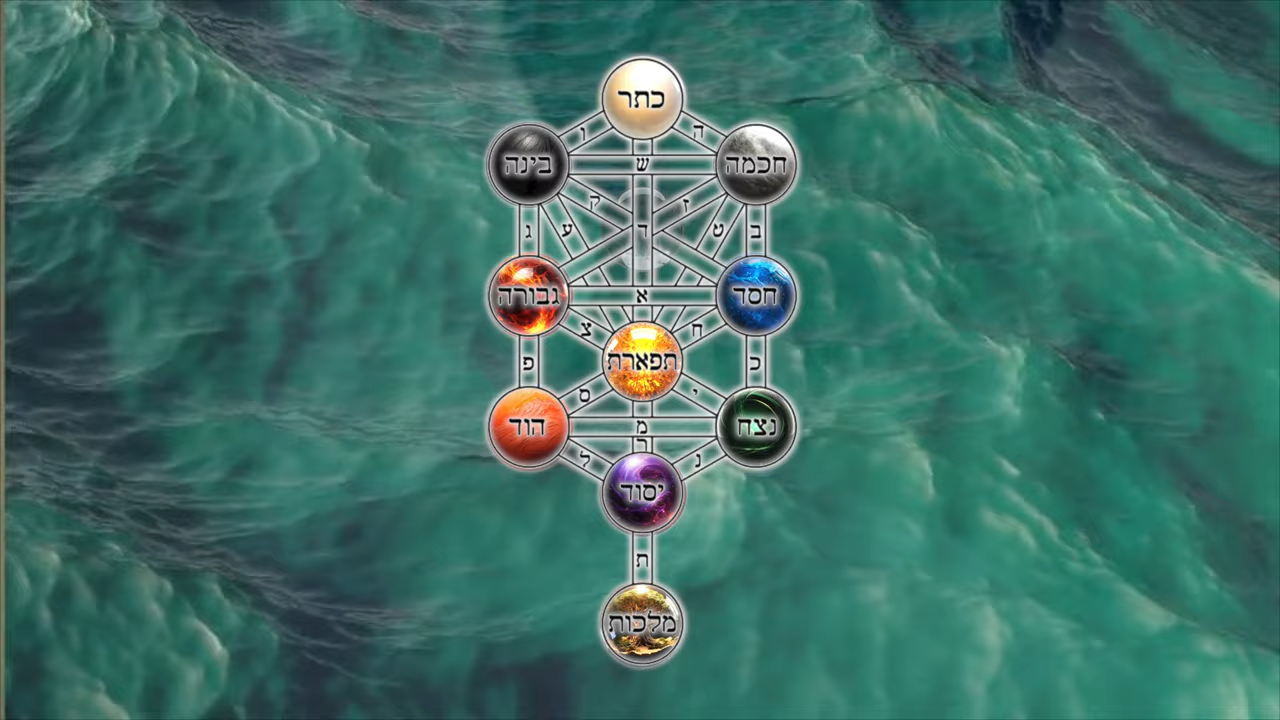 כתר
ו ה
בינה ש חכמה
ק ז
ג ע ד ט ב
גבורה א חסד
צ ח
תפארת
פ כ
ס י
הוד מ נצח
ר
ל נ
יסוד
ת
מלכות